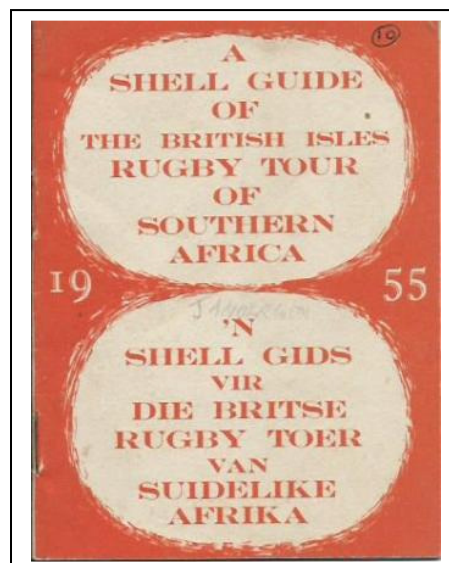 10
A
SHELL GUIDE
OF
THE BRITISH ISLES
RUGBY TOUR
OF
SOUTHERN
AFRICA
19 55
'N
SHELL GIDS
VIR
DIE BRITSE
RUGBY TOER
VAN
SUIDELIKE
AFRIKA